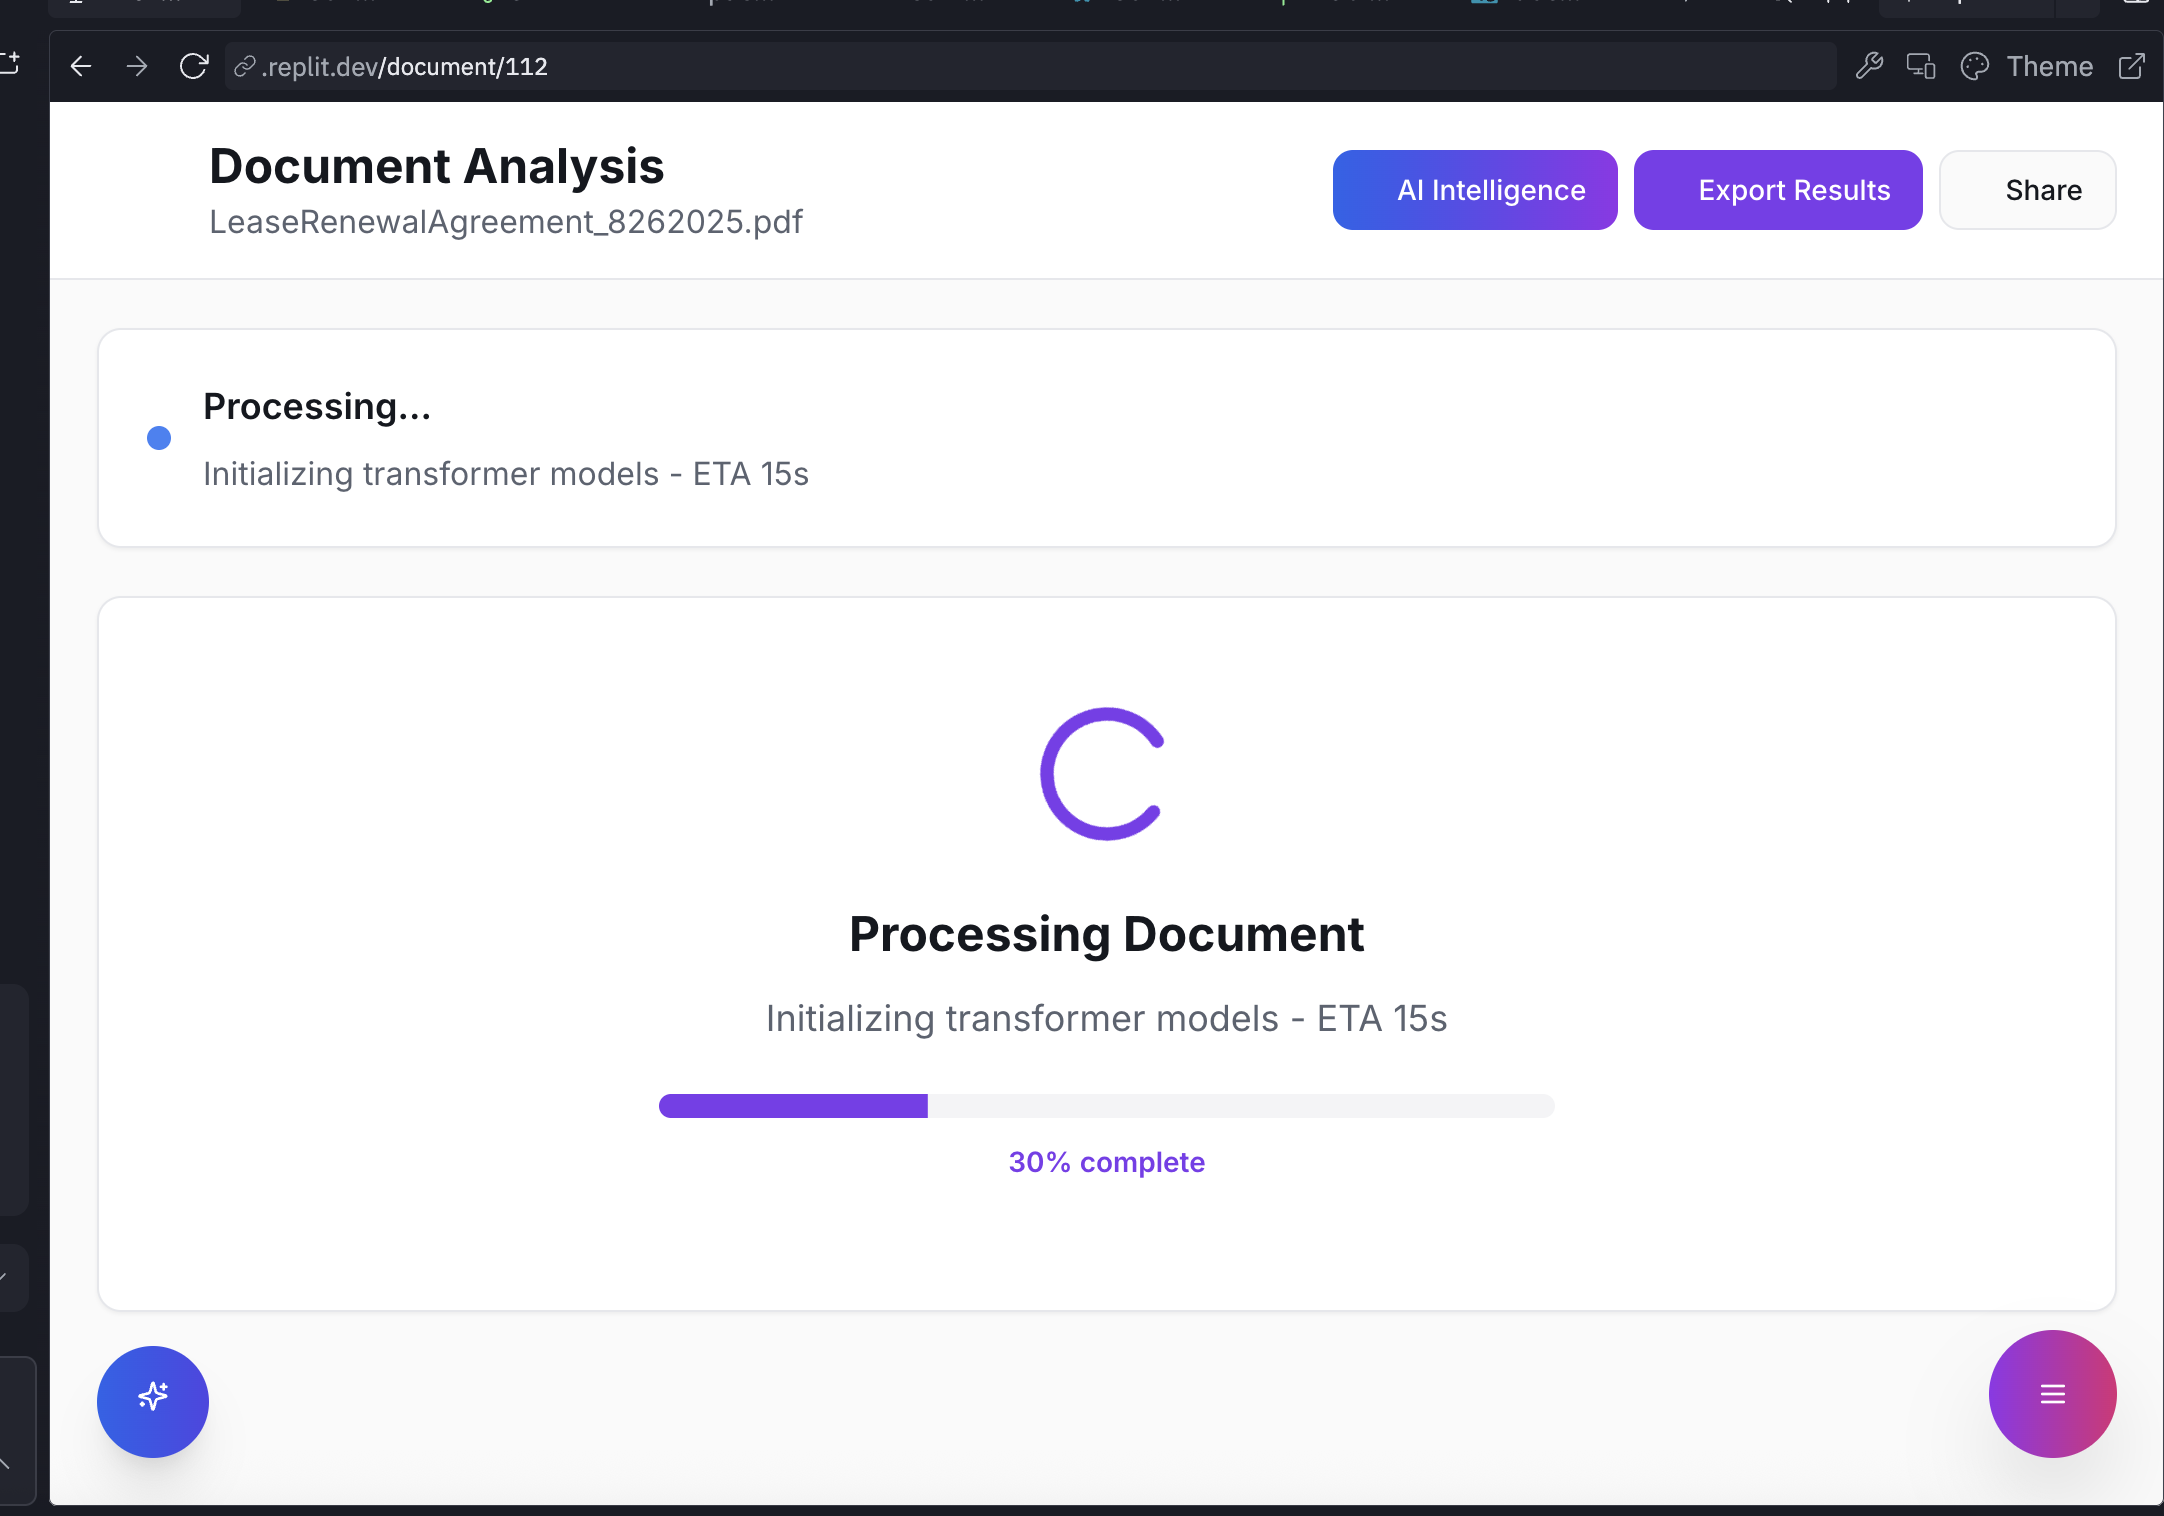 .replit.dev/document/112
Theme
Document Analysis
LeaseRenewalAgreement_8262025.pdf
AI Intelligence
Export Results
Share
Processing...
Initializing transformer models - ETA 15s
Processing Document
Initializing transformer models - ETA 15s
30% complete